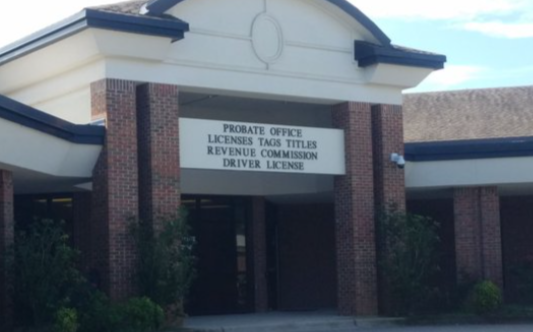 PROBATE OFFICE
LICENSES TAGS TITLES
REVENUE COMMISSION
DRIVER LICENSE